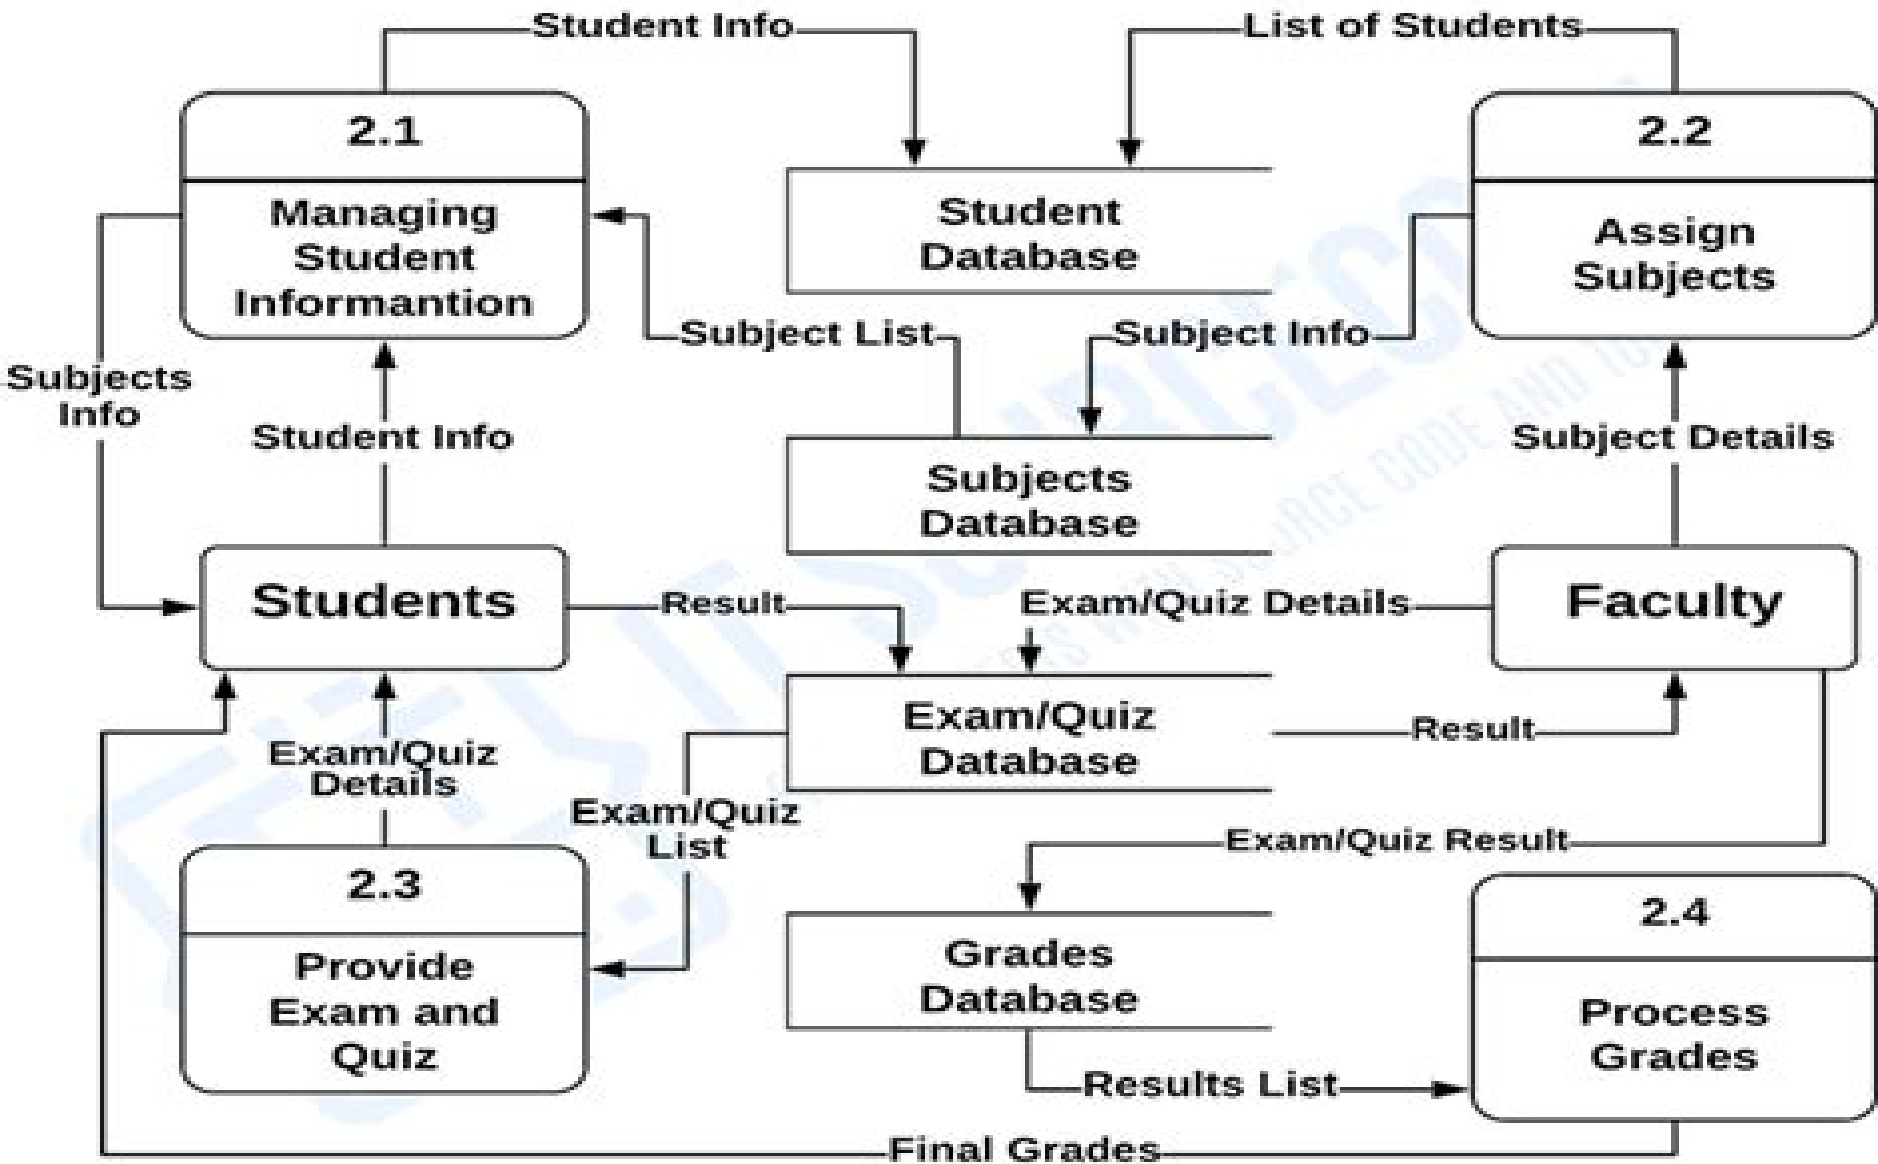 Student Info
List of Students
2.1
2.2
Managing
Student
Informantion
Student
Database
Assign
Subjects
Subject List
Subject Info
Subjects
Info
Student Info
Subject Details
Subjects
Database
Students
Result
Exam/Quiz Details
Faculty
Exam/Quiz
Database
Result
Exam/Quiz
Details
Exam/Quiz
List
Exam/Quiz Result
2.3
2.4
Provide
Exam and
Quiz
Grades
Database
Process
Grades
Results List
Final Grades